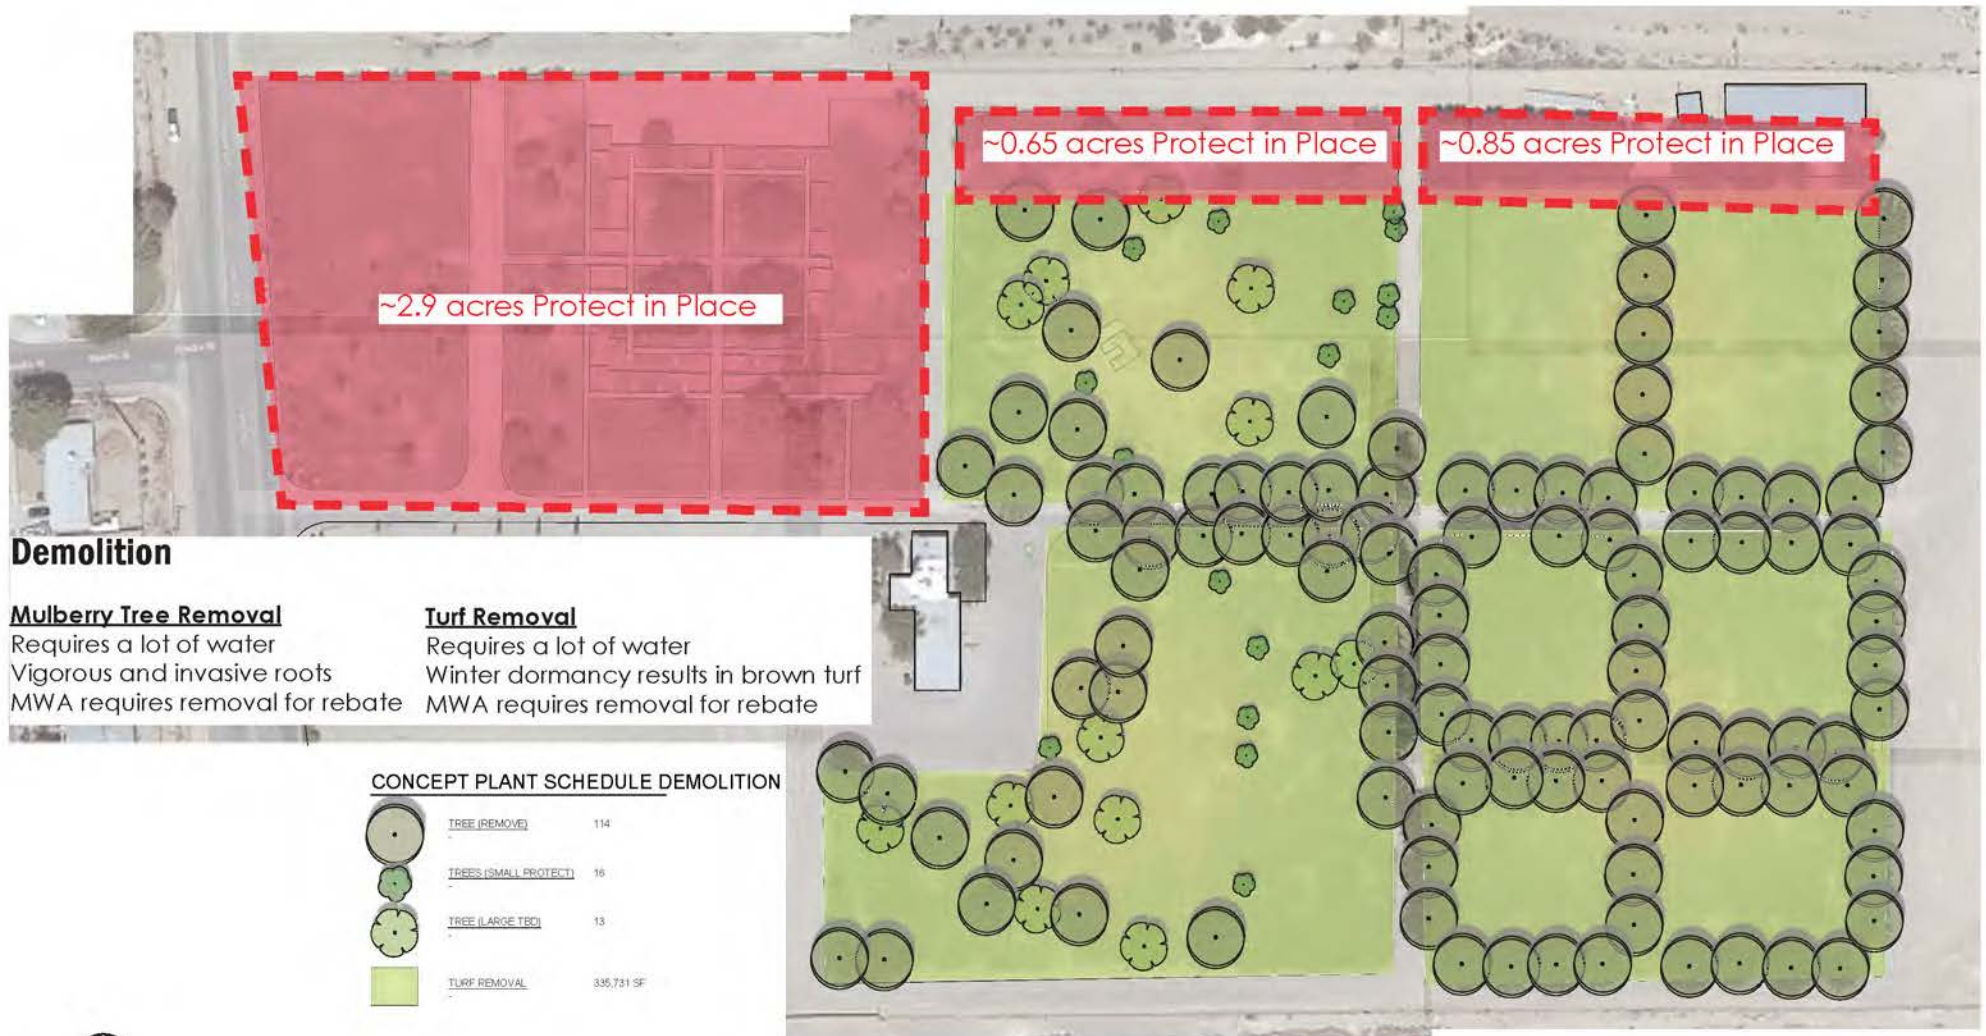 ~0.65 acres Protect in Place
~0.85 acres Protect in Place
~2.9 acres Protect in Place
Demolition
Mulberry Tree Removal
Requires a lot of water
Vigorous and invasive roots
MWA requires removal for rebate
Turf Removal
Requires a lot of water
Winter dormancy results in brown turf
MWA requires removal for rebate
CONCEPT PLANT SCHEDULE DEMOLITION
TREE (REMOVE) 114
-
TREES (SMALL PROTECT) 16
-
TREE (LARGE TBD) 13
-
TURF REMOVAL 335,731 SF
-